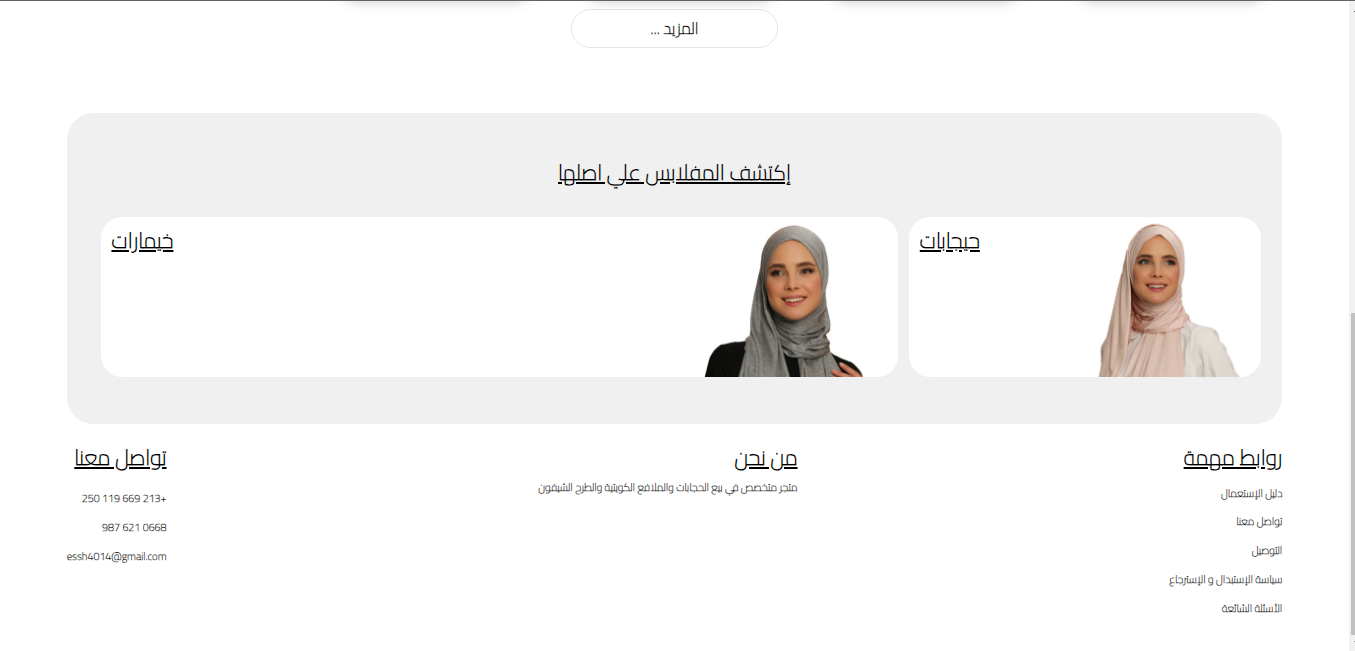 المزيد ...
إكتشف المفلابس علي اصلها
حيجابات
خيمارات
روابط مهمة
دليل الإستعمال
تواصل معنا
التوصيل
سياسة الإستبدال و الإسترجاع
الأسئلة الشائعة
من نحن
متجر متخصص في بيع الحجابات والملافع الكويتية والطرح الشيفون
تواصل معنا
250 119 669 213+
987 621 0668
essh4014@gmail.com